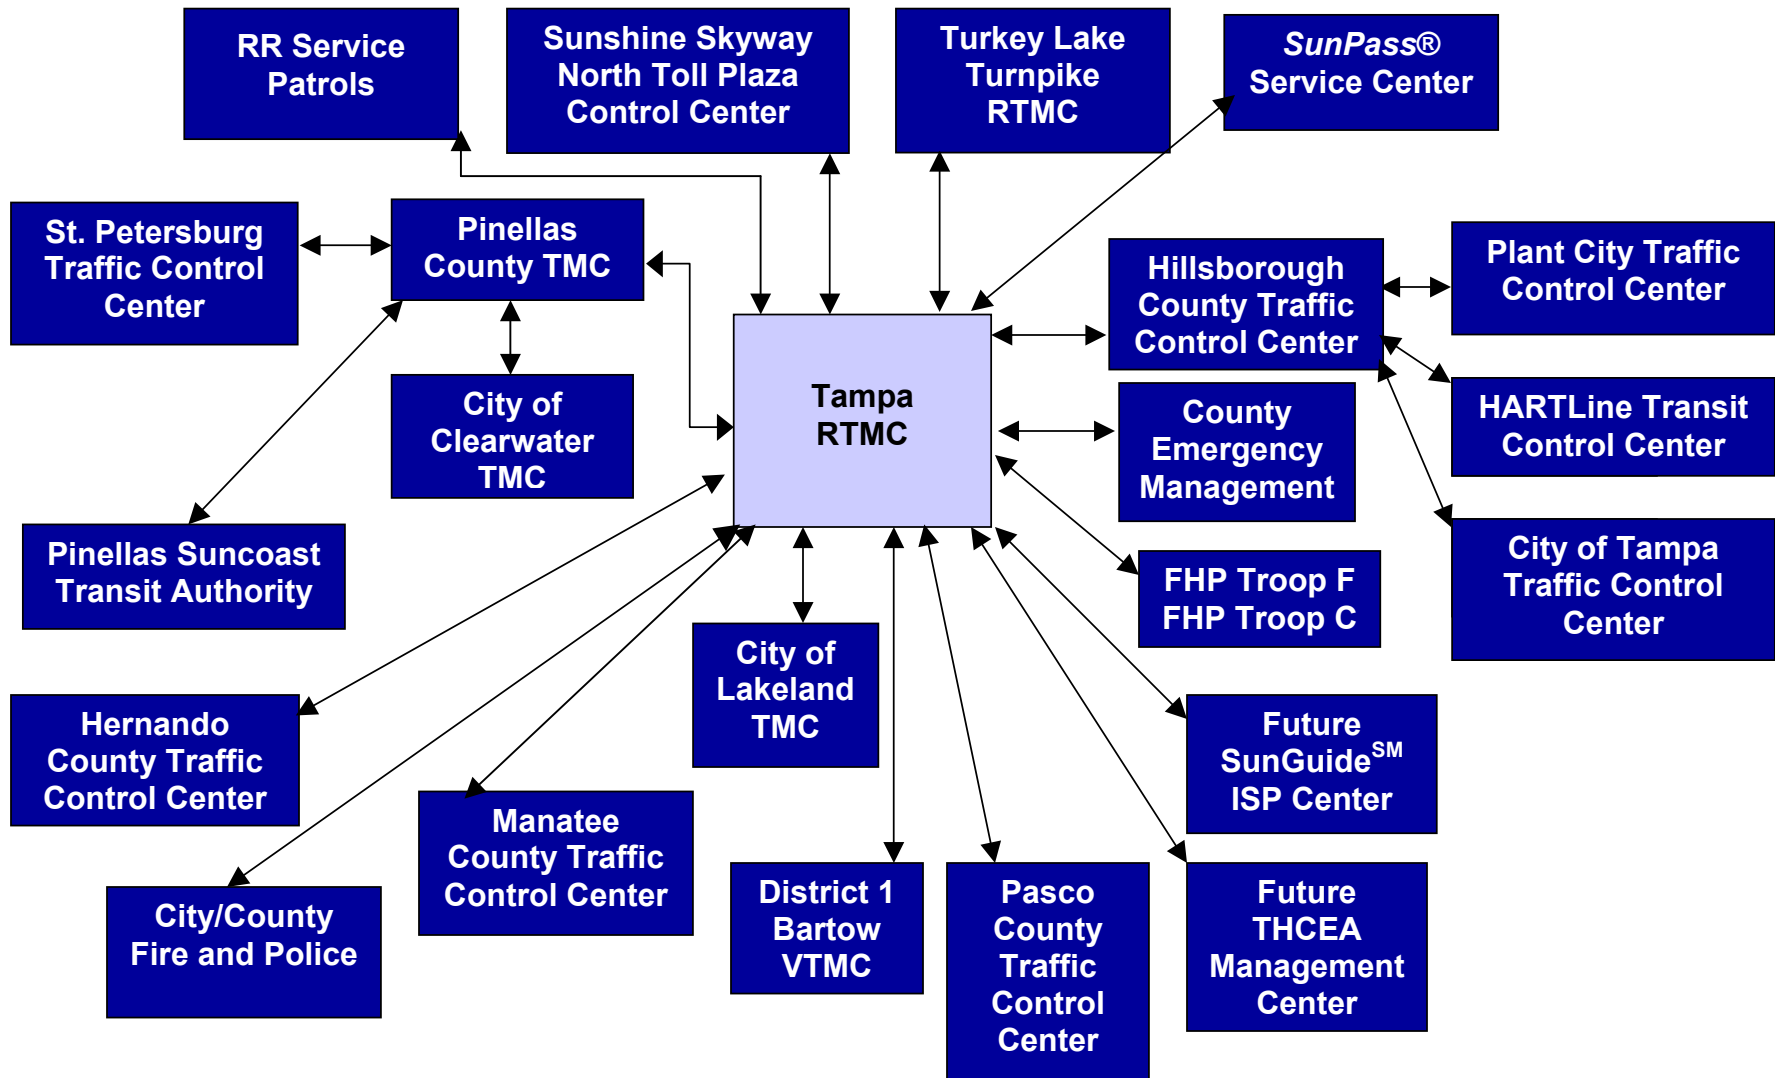 RR Service
Patrols
Sunshine Skyway
North Toll Plaza
Control Center
Turkey Lake
Turnpike
RTMC
SunPass®
Service Center
St. Petersburg
Traffic Control
Center
Pinellas
County TMC
Hillsborough
County Traffic
Control Center
Plant City Traffic
Control Center
City of
Clearwater
TMC
Tampa
RTMC
County
Emergency
Management
HARTLine Transit
Control Center
Pinellas Suncoast
Transit Authority
FHP Troop F
FHP Troop C
City of Tampa
Traffic Control
Center
Hernando
County Traffic
Control Center
City of
Lakeland
TMC
Future
SunGuide℠
ISP Center
Manatee
County Traffic
Control Center
City/County
Fire and Police
District 1
Bartow
VTMC
Pasco
County
Traffic
Control
Center
Future
THCEA
Management
Center